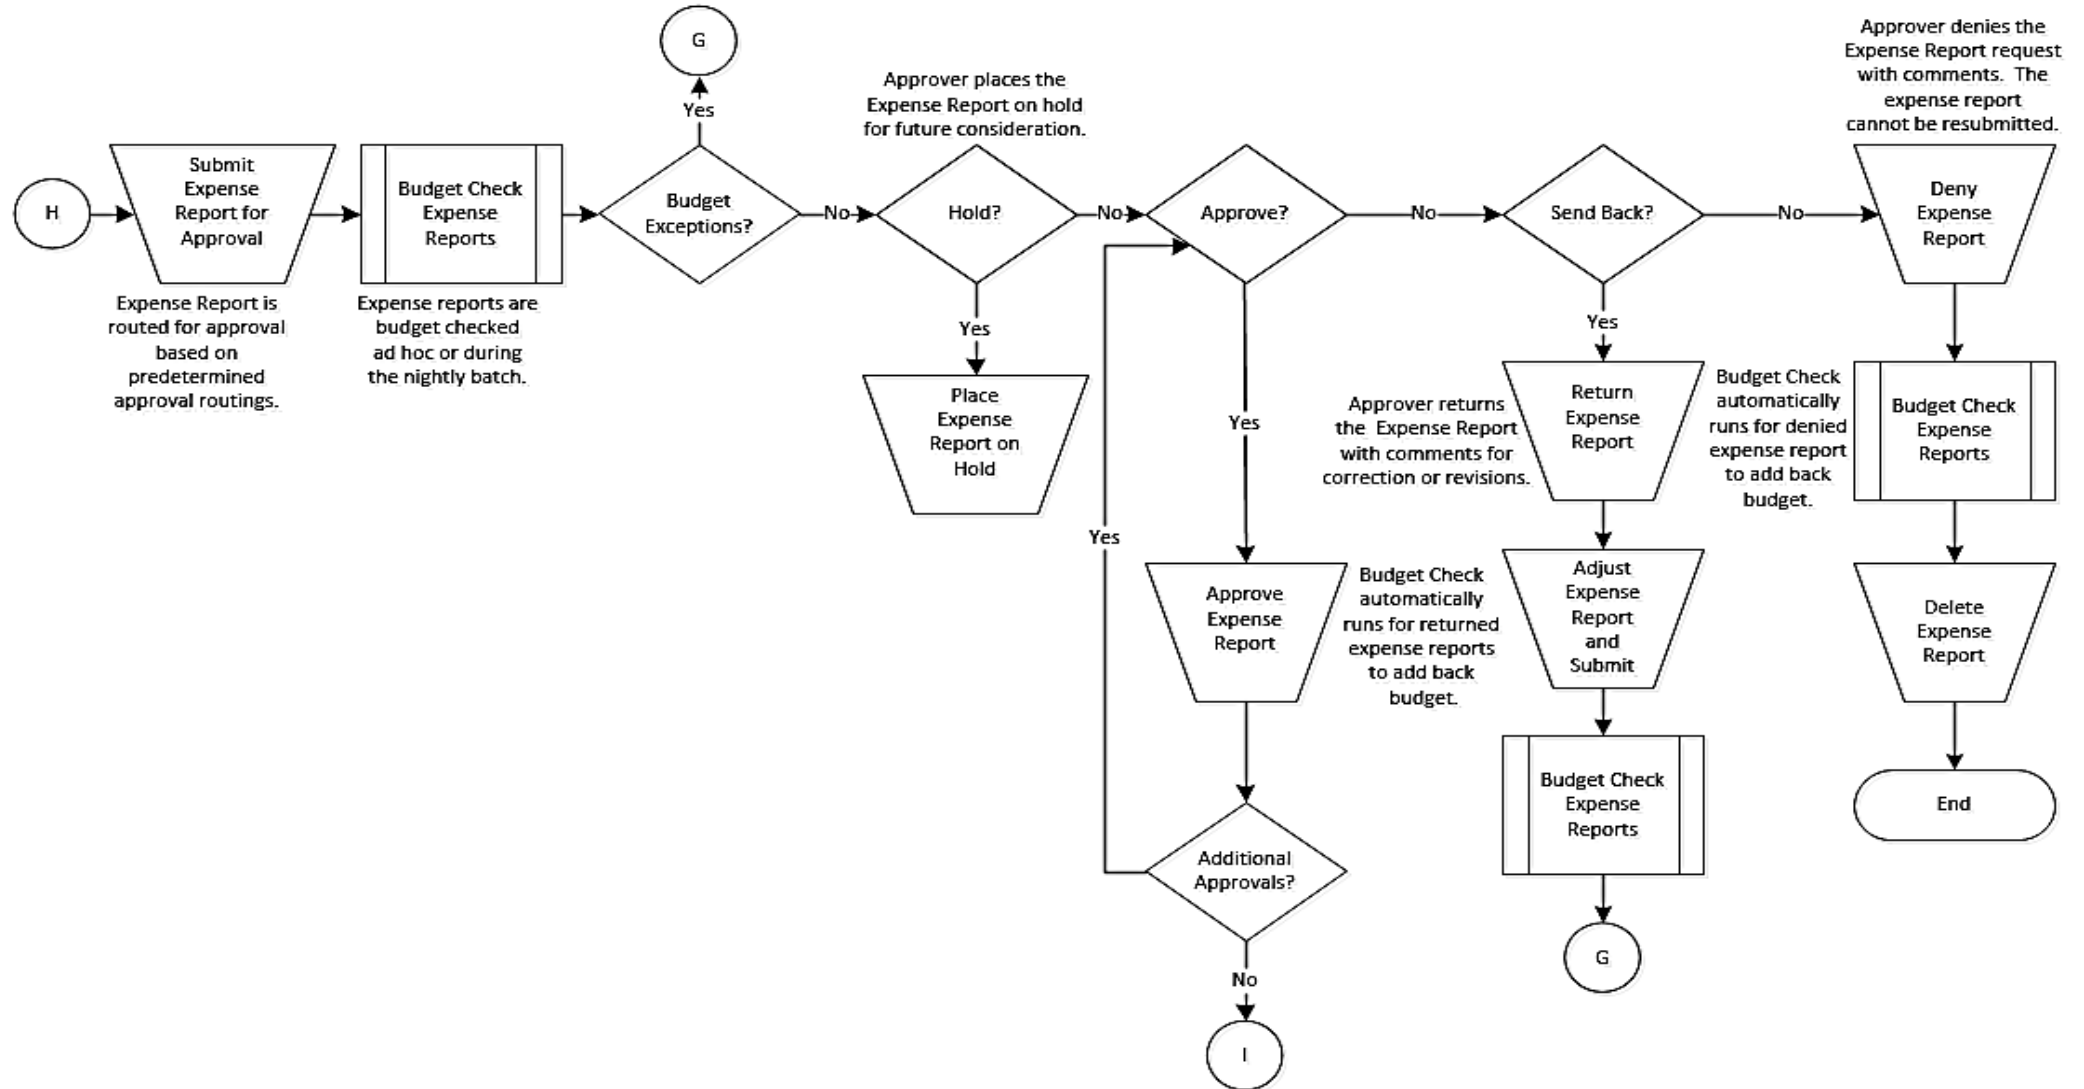 G
Yes
Approver places the
Expense Report on hold
for future consideration.
Approver denies the
Expense Report request
with comments.  The
expense report
cannot be resubmitted.
H
Submit
Expense
Report for
Approval
Expense Report is
routed for approval
based on
predetermined
approval routings.
Budget Check
Expense
Reports
Expense reports are
budget checked
ad hoc or during
the nightly batch.
Budget
Exceptions?
No
Hold?
No
Approve?
No
Send Back?
No
Deny
Expense
Report
Yes
Place
Expense
Report on
Hold
Yes
Yes
Approve
Expense
Report
Additional
Approvals?
No
I
Yes
Approver returns
the  Expense Report
with comments for
correction or revisions.
Return
Expense
Report
Budget Check
automatically
runs for returned
expense reports
to add back
budget.
Adjust
Expense
Report
and
Submit
Budget Check
Expense
Reports
G
Budget Check
automatically
runs for denied
expense report
to add back
budget.
Budget Check
Expense
Reports
Delete
Expense
Report
End